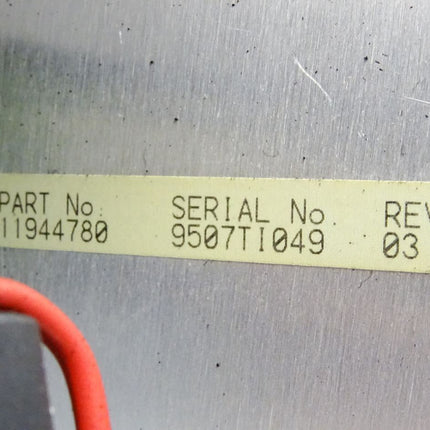 PART No. SERIAL No REV
11944780 9507TI049 03